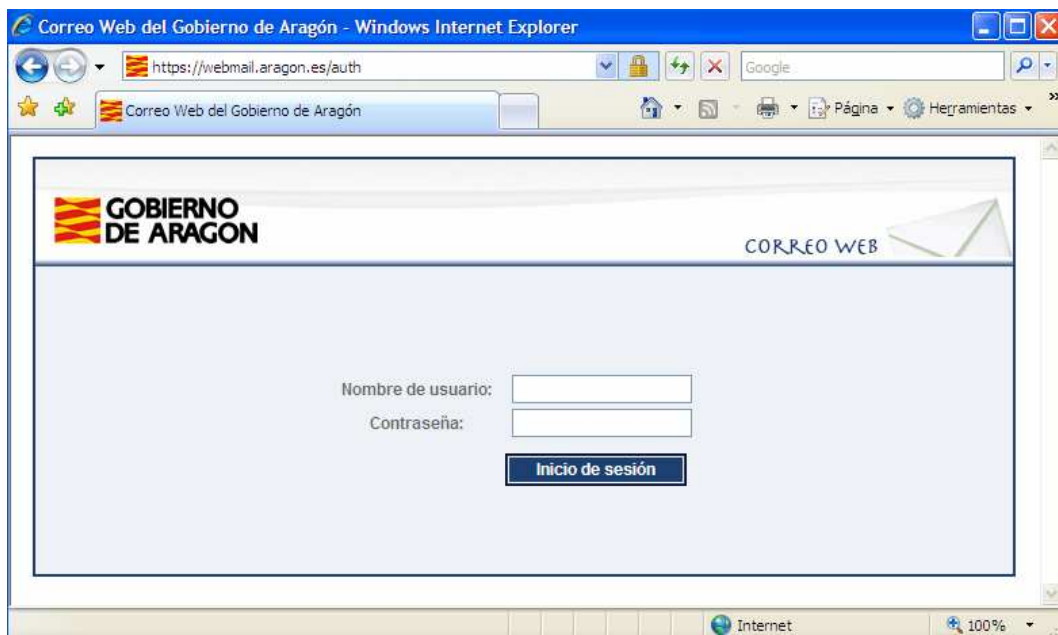 Correo Web del Gobierno de Aragón - Windows Internet Explorer
https://webmail.aragon.es/auth
Google
Correo Web del Gobierno de Aragón
Página
Herramientas
»
GOBIERNO
DE ARAGON
CORREO WEB
Nombre de usuario:
Contraseña:
Inicio de sesión
Internet
100%